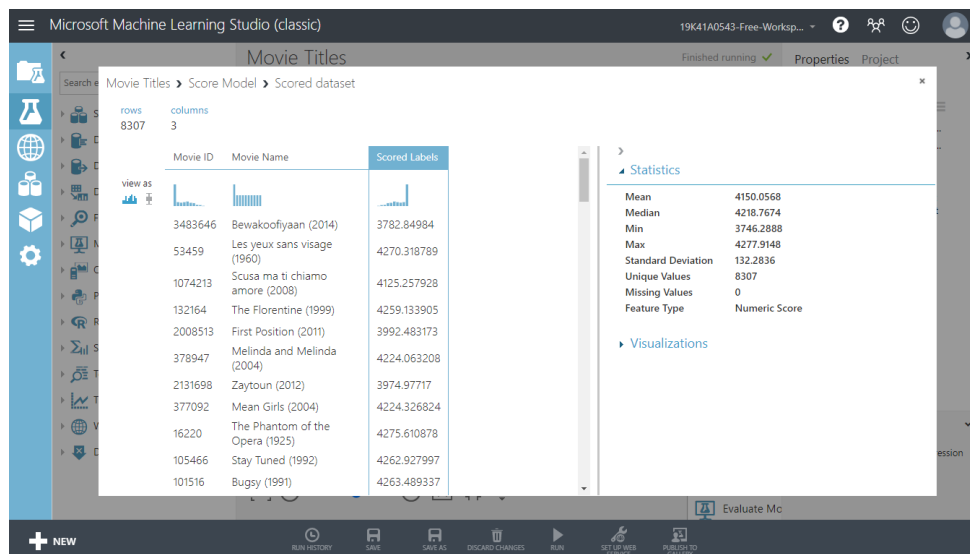 Microsoft Machine Learning Studio (classic)
19K41A0543-Free-Worksp...
?
Movie Titles
Finished running
Properties Project
Search e
Movie Titles > Score Model > Scored dataset
×
rows columns
8307 3
Movie ID Movie Name Scored Labels
view as
3483646 Bewakoofiyaan (2014) 3782.84984
53459 Les yeux sans visage (1960) 4270.318789
1074213 Scusa ma ti chiamo amore (2008) 4125.257928
132164 The Florentine (1999) 4259.133905
2008513 First Position (2011) 3992.483173
378947 Melinda and Melinda (2004) 4224.063208
2131698 Zaytoun (2012) 3974.97717
377092 Mean Girls (2004) 4224.326824
16220 The Phantom of the Opera (1925) 4275.610878
105466 Stay Tuned (1992) 4262.927997
101516 Bugsy (1991) 4263.489337
Statistics
Mean 4150.0568
Median 4218.7674
Min 3746.2888
Max 4277.9148
Standard Deviation 132.2836
Unique Values 8307
Missing Values 0
Feature Type Numeric Score
Visualizations
ression
Evaluate Mc
NEW
RUN HISTORY
SAVE
SAVE AS
DISCARD CHANGES
RUN
SET UP WEB SERVICE
PUBLISH TO GALLERY